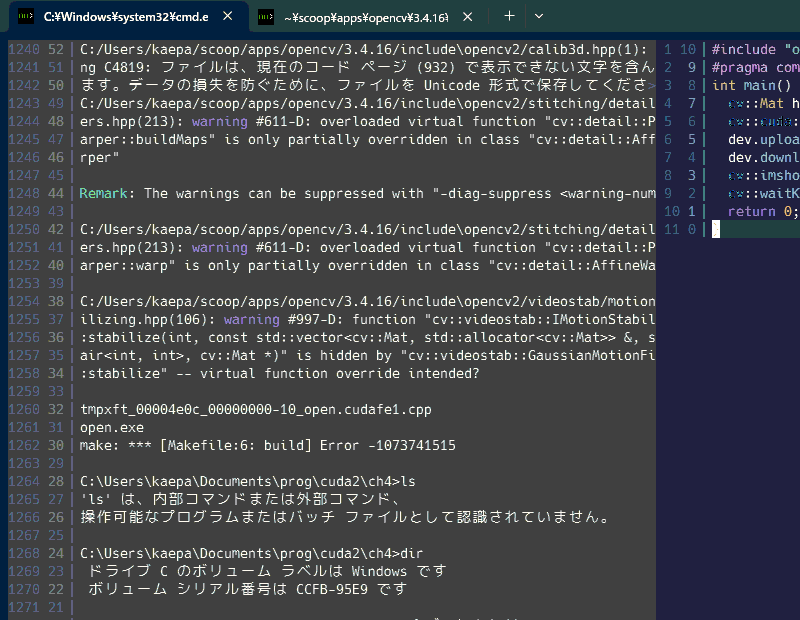 C:¥Windows¥system32¥cmd.e
~¥scoop¥apps¥opencv¥3.4.16¥
1240 52 C:/Users/kaepa/scoop/apps/opencv/3.4.16/include\opencv2/calib3d.hpp(1):
1241 51 ng C4819: ファイルは、現在のコード ページ (932) で表示できない文字を含ん
1242 50 ます。データの損失を防ぐために、ファイルを Unicode 形式で保存してくださ>
1243 49 C:/Users/kaepa/scoop/apps/opencv/3.4.16/include\opencv2/stitching/detail
1244 48 ers.hpp(213): warning #611-D: overloaded virtual function "cv::detail::P
1245 47 arper::buildMaps" is only partially overridden in class "cv::detail::Aff
1246 46 rper"
1247 45
1248 44 Remark: The warnings can be suppressed with "-diag-suppress <warning-num
1249 43
1250 42 C:/Users/kaepa/scoop/apps/opencv/3.4.16/include\opencv2/stitching/detail
1251 41 ers.hpp(213): warning #611-D: overloaded virtual function "cv::detail::P
1252 40 arper::warp" is only partially overridden in class "cv::detail::AffineWa
1253 39
1254 38 C:/Users/kaepa/scoop/apps/opencv/3.4.16/include\opencv2/videostab/motion
1255 37 ilizing.hpp(106): warning #997-D: function "cv::videostab::IMotionStabil
1256 36 :stabilize(int, const std::vector<cv::Mat, std::allocator<cv::Mat>> &, s
1257 35 air<int, int>, cv::Mat *)" is hidden by "cv::videostab::GaussianMotionFi
1258 34 :stabilize" -- virtual function override intended?
1259 33
1260 32 tmpxft_00004e0c_00000000-10_open.cudafe1.cpp
1261 31 open.exe
1262 30 make: *** [Makefile:6: build] Error -1073741515
1263 29
1264 28 C:\Users\kaepa\Documents\prog\cuda2\ch4>ls
1265 27 'ls' は、内部コマンドまたは外部コマンド、
1266 26 操作可能なプログラムまたはバッチ ファイルとして認識されていません。
1267 25
1268 24 C:\Users\kaepa\Documents\prog\cuda2\ch4>dir
1269 23 ドライブ C のボリューム ラベルは Windows です
1270 22 ボリューム シリアル番号は CCFB-95E9 です
1271 21
1 10 #include "o
2 9 #pragma com
3 8 int main()
4 7 ::Mat h
5 6
6 5 dev.uploa
7 4 dev.downl
8 3 ::imsho
9 2 ::waitK
10 1 return 0;
11 0